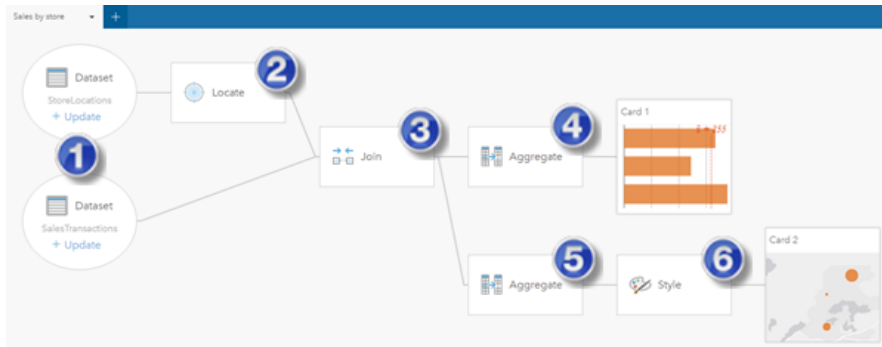 Sales by store
+
1
Dataset
StoreLocations
+ Update
2
Locate
Dataset
SalesTransactions
+ Update
3
Join
4
Aggregate
Card 1
5
Aggregate
6
Style
Card 2